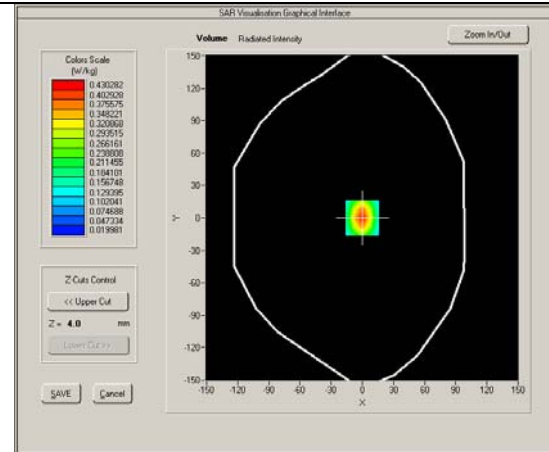 SAR Visualisation Graphical Interface
Volume Radiated Intensity
Zoom In/Out
Colors Scale
(W/kg)
0.430282
0.402928
0.375575
0.348221
0.320868
0.293515
0.266161
0.238808
0.211455
0.184101
0.156748
0.129395
0.102041
0.074688
0.047334
0.019981
Z-Cuts Control
<< Upper Cut
Z = 4.0 mm
Lower Cut >>
SAVE Cancel
150
120
90
60
30
0
-30
-60
-90
-120
-150
Y
-150 -120 -90 -60 -30 0 30 60 90 120 150
X